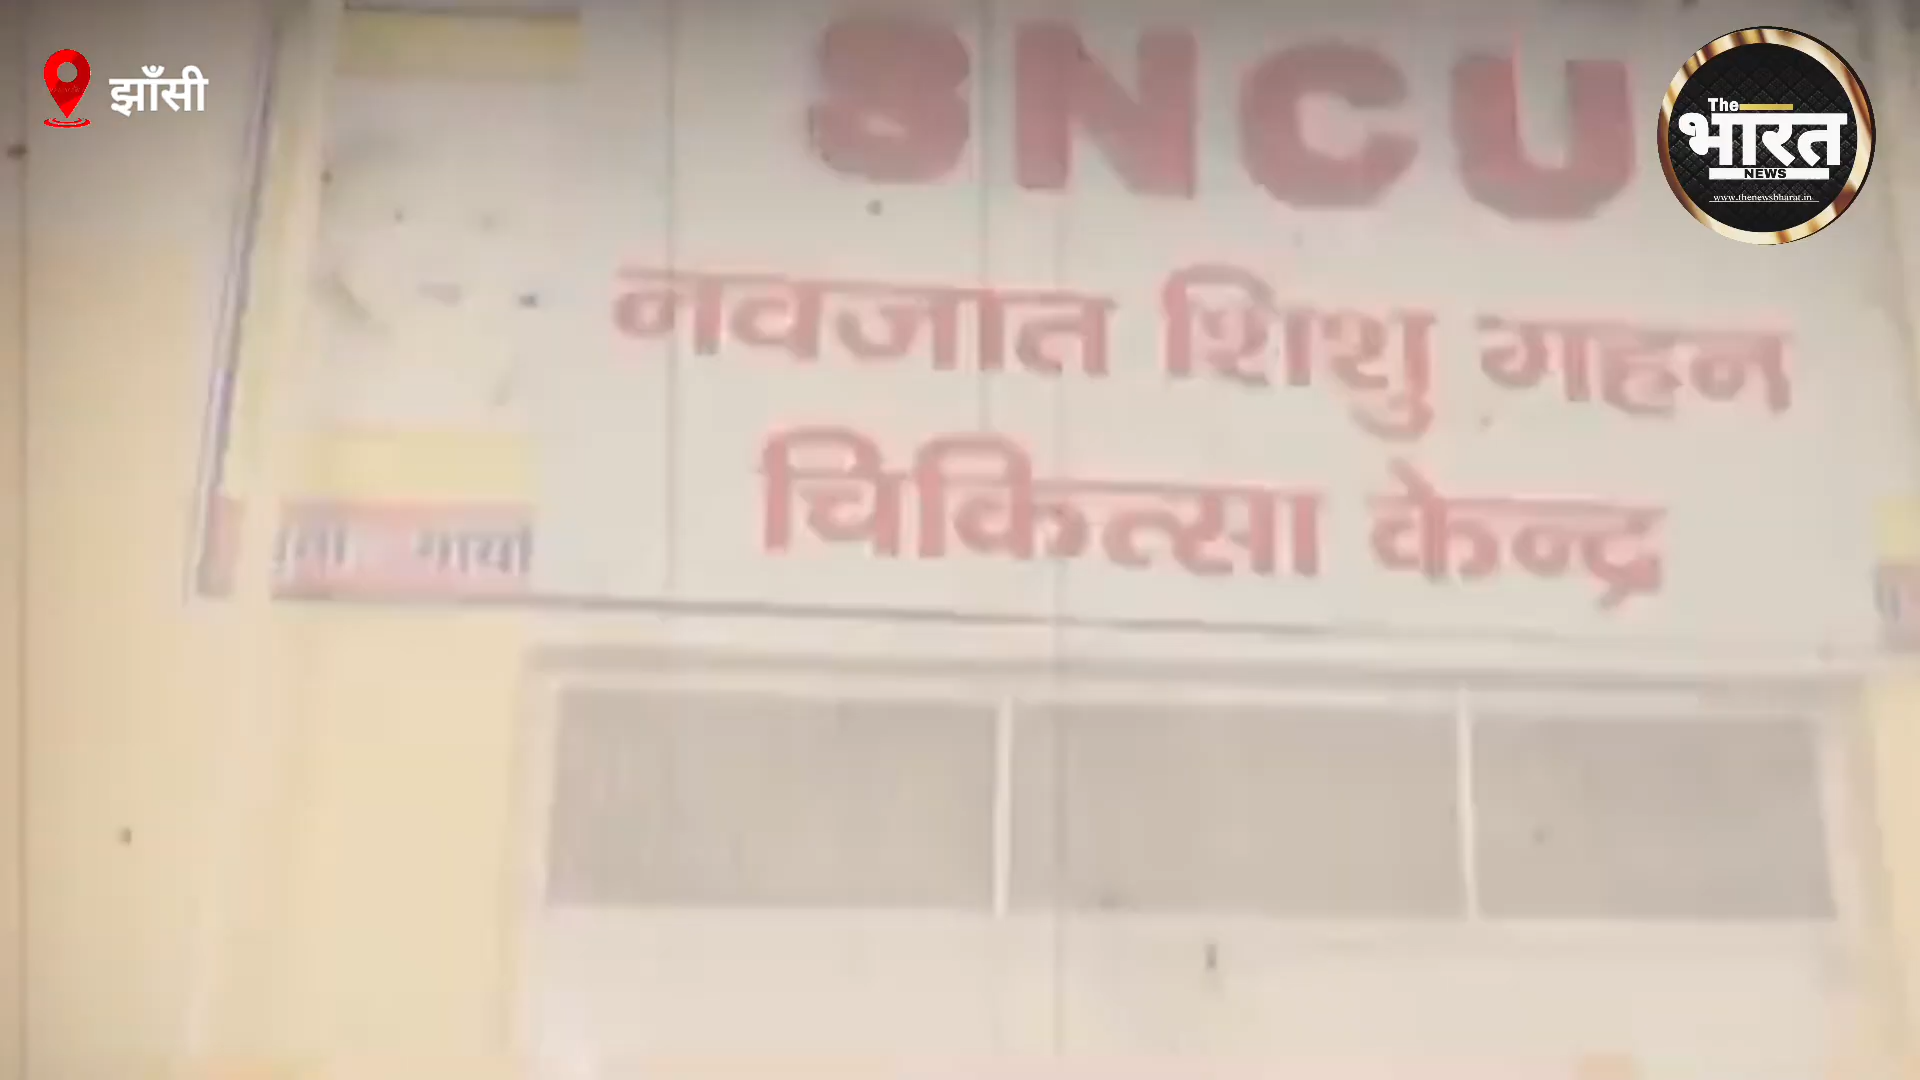 झाँसी
The
भारत
NEWS
www.thenewsbharat.in
SNCU
नवजात शिशु गहन
चिकित्सा केन्द्र